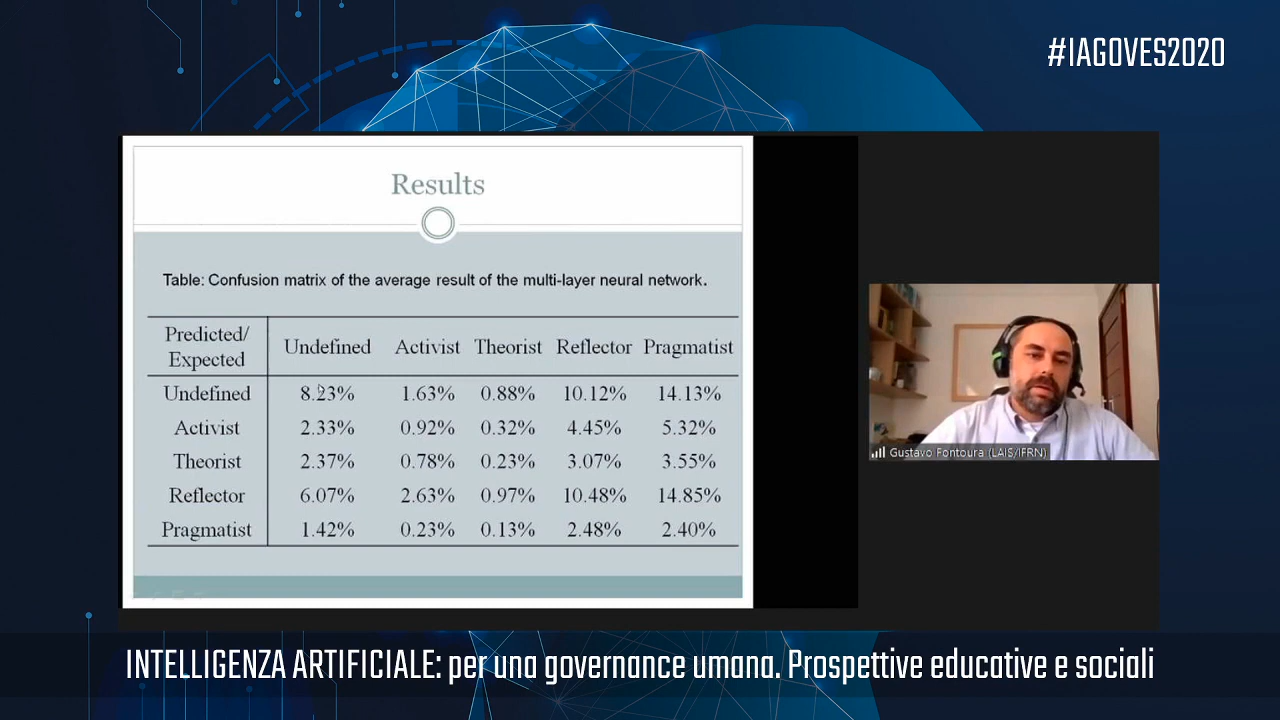 #IAGOVES2020
Results
Table: Confusion matrix of the average result of the multi-layer neural network.
Predicted/
Expected
Undefined Activist Theorist Reflector Pragmatist
Undefined 8.23% 1.63% 0.88% 10.12% 14.13%
Activist 2.33% 0.92% 0.32% 4.45% 5.32%
Theorist 2.37% 0.78% 0.23% 3.07% 3.55%
Reflector 6.07% 2.63% 0.97% 10.48% 14.85%
Pragmatist 1.42% 0.23% 0.13% 2.48% 2.40%
Gustavo Fontoura (LAIS/IFRN)
INTELLIGENZA ARTIFICIALE: per una governance umana. Prospettive educative e sociali